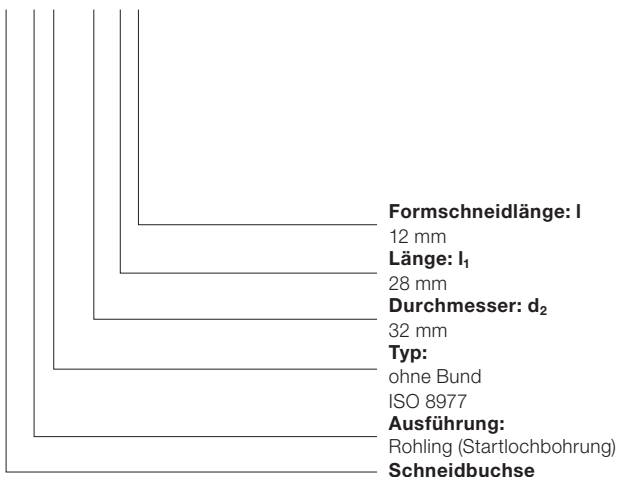 Formschneidlänge: l
12 mm
Länge: l₁
28 mm
Durchmesser: d₂
32 mm
Typ:
ohne Bund
ISO 8977
Ausführung:
Rohling (Startlochbohrung)
Schneidbuchse